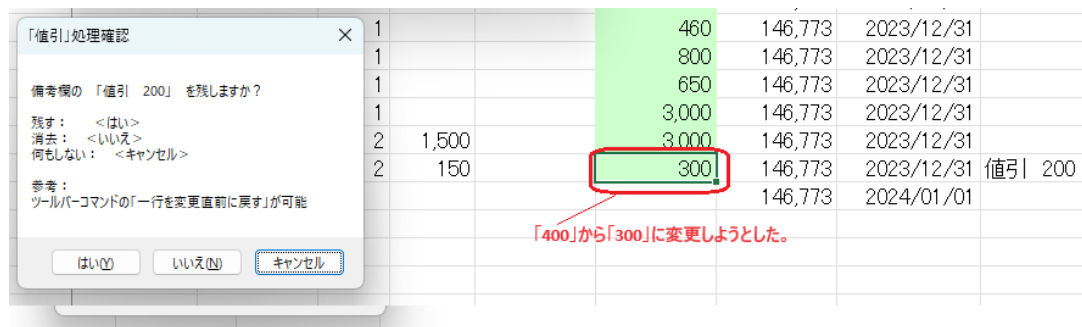 「値引」処理確認
備考欄の 「値引 200」 を残しますか？
残す： ＜はい＞
消去： ＜いいえ＞
何もしない： ＜キャンセル＞
参考：
ツールバーコマンドの「一行を変更直前に戻す」が可能
はい(Y) いいえ(N) キャンセル
1 460 146,773 2023/12/31
1 800 146,773 2023/12/31
1 650 146,773 2023/12/31
1 3,000 146,773 2023/12/31
2 1,500 3,000 146,773 2023/12/31
2 150 300 146,773 2023/12/31 値引 200
146,773 2024/01/01
「400」から「300」に変更しようとした。